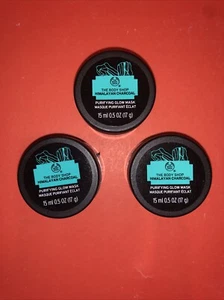 THE BODY SHOP
HIMALAYAN CHARCOAL
PURIFYING GLOW MASK
MASQUE PURIFIANT ÉCLAT
15 ml 0.5 OZ (17 g)
THE BODY SHOP
HIMALAYAN CHARCOAL
PURIFYING GLOW MASK
MASQUE PURIFIANT ÉCLAT
15 ml 0.5 OZ (17 g)
THE BODY SHOP
HIMALAYAN CHARCOAL
PURIFYING GLOW MASK
MASQUE PURIFIANT ÉCLAT
15 ml 0.5 OZ (17 g)